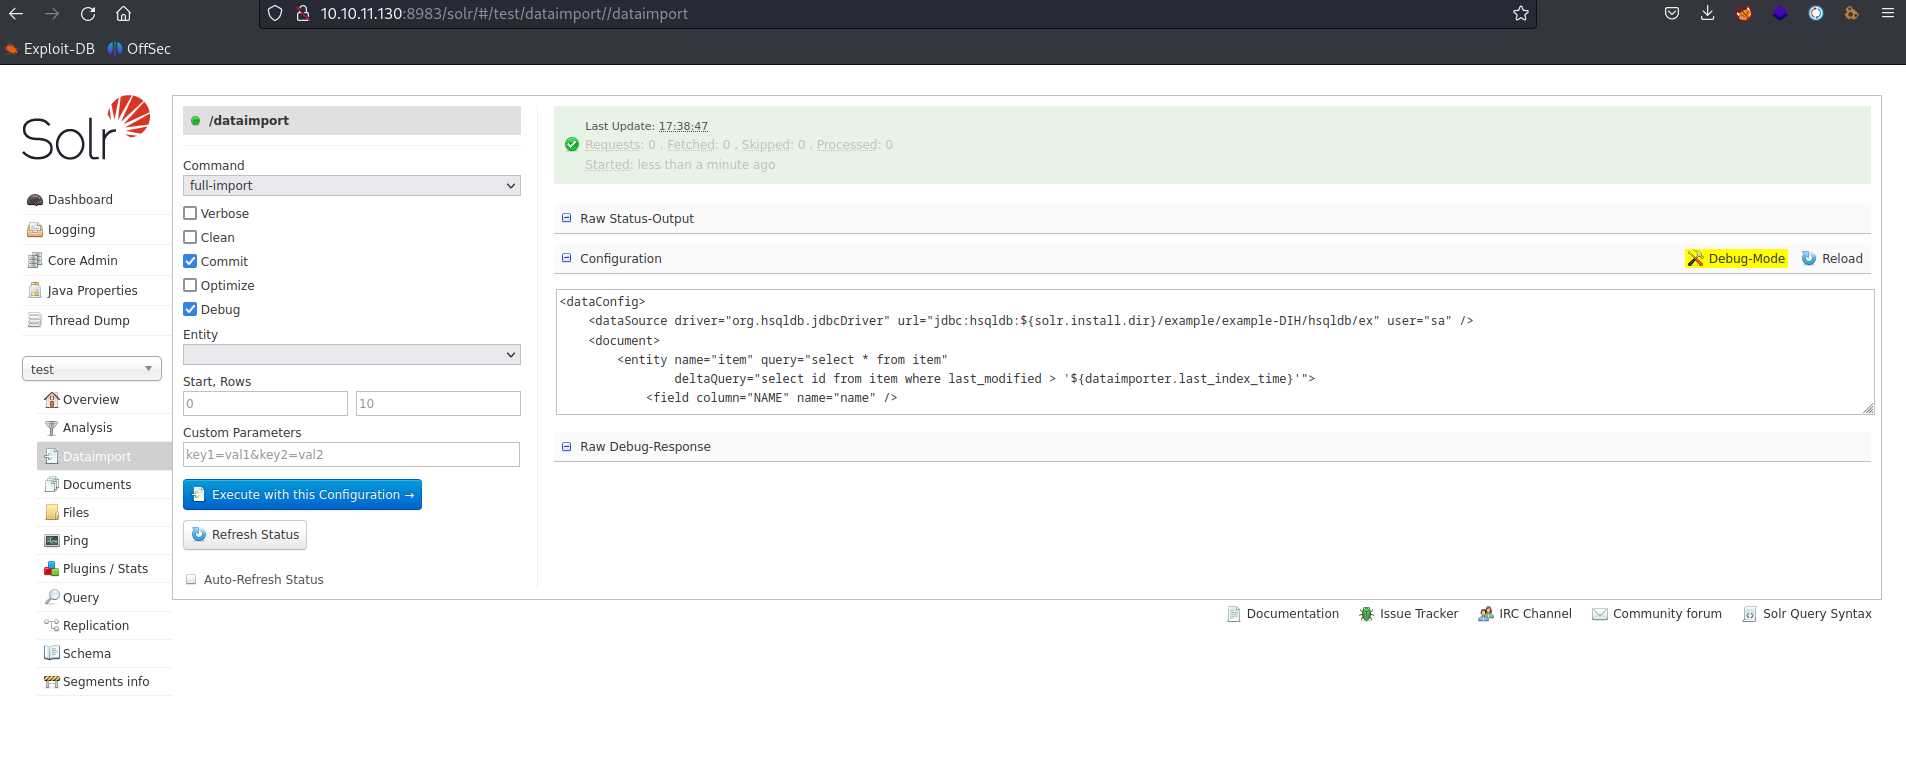 10.10.11.130:8983/solr/#/test/dataimport//dataimport
Exploit-DB
OffSec
Solr
Dashboard
Logging
Core Admin
Java Properties
Thread Dump
test
Overview
Analysis
Dataimport
Documents
Files
Ping
Plugins / Stats
Query
Replication
Schema
Segments info
/dataimport
Command
full-import
Verbose
Clean
Commit
Optimize
Debug
Entity
Start, Rows
0
10
Custom Parameters
key1=val1&key2=val2
Execute with this Configuration →
Refresh Status
Auto-Refresh Status
Last Update: 17:38:47
Requests: 0 , Fetched: 0 , Skipped: 0 , Processed: 0
Started: less than a minute ago
Raw Status-Output
Configuration
Debug-Mode
Reload
<dataConfig>
<dataSource driver="org.hsqldb.jdbcDriver" url="jdbc:hsqldb:${solr.install.dir}/example/example-DIH/hsqldb/ex" user="sa" />
<document>
<entity name="item" query="select * from item"
deltaQuery="select id from item where last_modified > '${dataimporter.last_index_time}'">
<field column="NAME" name="name" />
Raw Debug-Response
Documentation
Issue Tracker
IRC Channel
Community forum
Solr Query Syntax